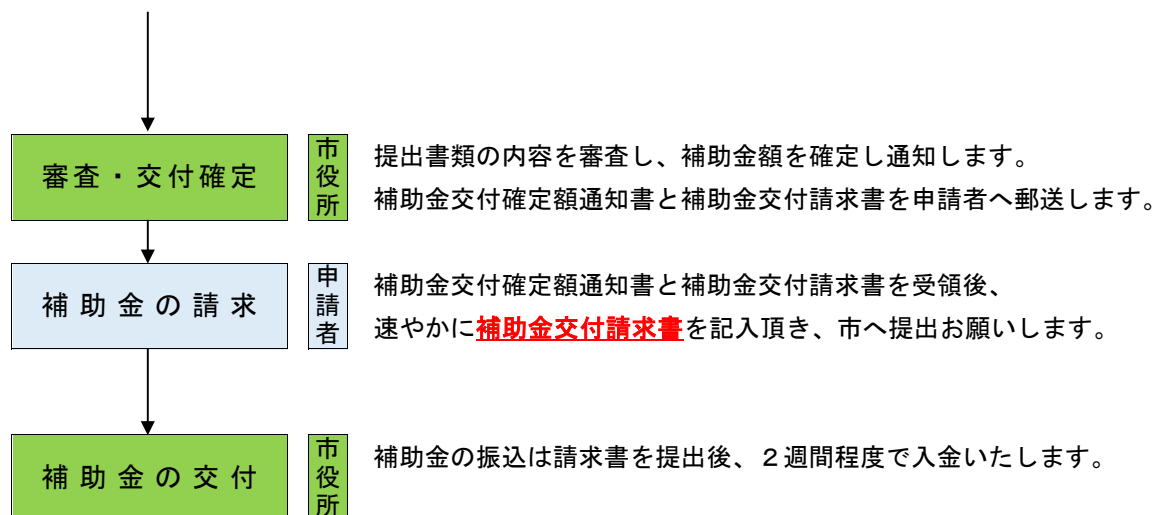 審査・交付確定
市役所
提出書類の内容を審査し、補助金額を確定し通知します。
補助金交付確定額通知書と補助金交付請求書を申請者へ郵送します。
補助金の請求
申請者
補助金交付確定額通知書と補助金交付請求書を受領後、
速やかに補助金交付請求書を記入頂き、市へ提出お願いします。
補助金の交付
市役所
補助金の振込は請求書を提出後、２週間程度で入金いたします。